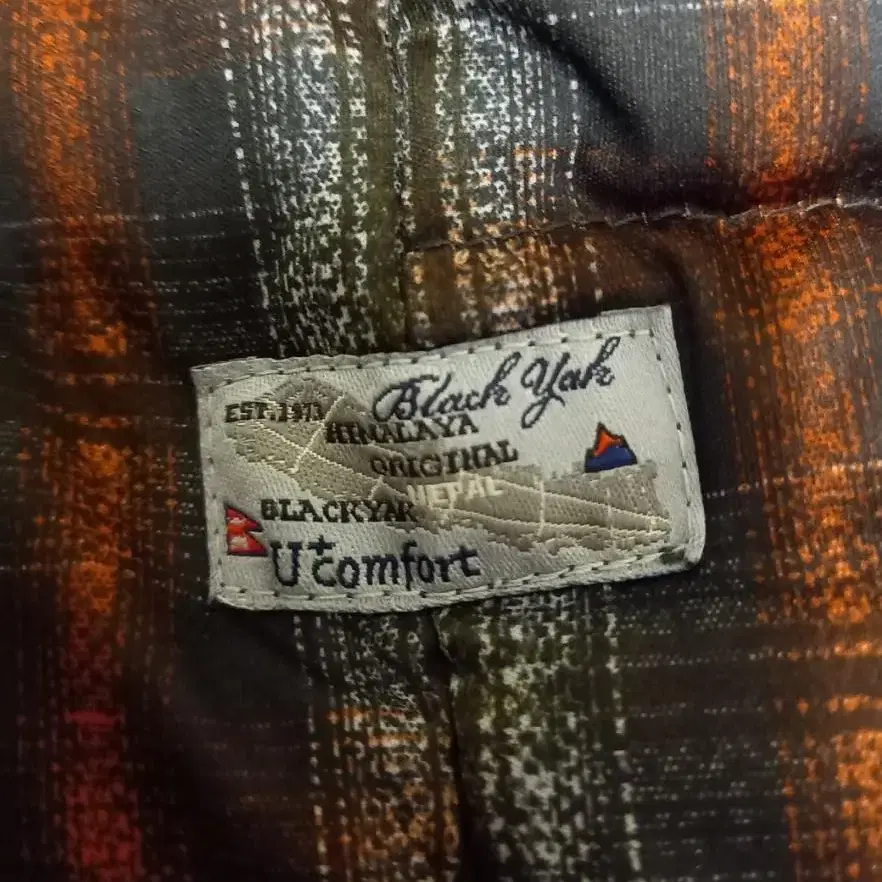 Black Yak
EST.1973
HIMALAYA
ORIGINAL
NEPAL
BLACKYAK
U+comfort